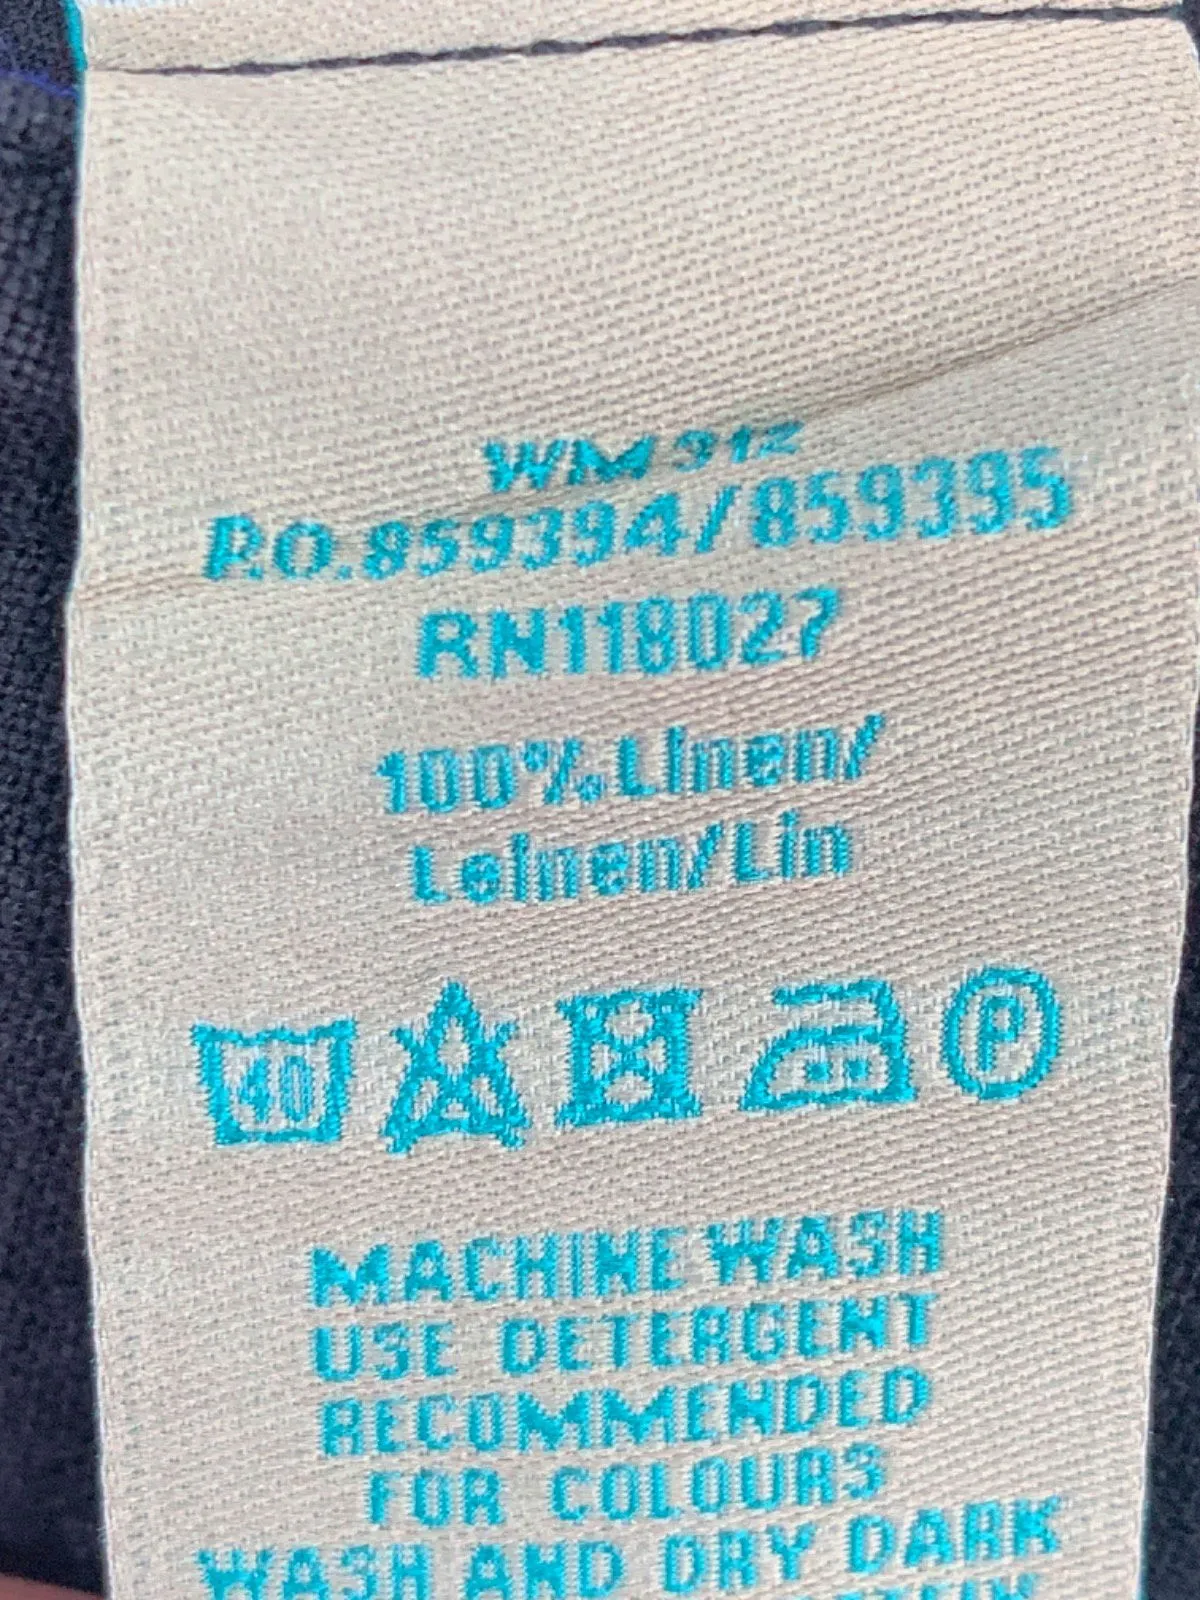 WM 312
P.O.859394/859395
RN118027
100% Linen/
Leinen/Lin
40
P
MACHINE WASH
USE DETERGENT
RECOMMENDED
FOR COLOURS
WASH AND DRY DARK